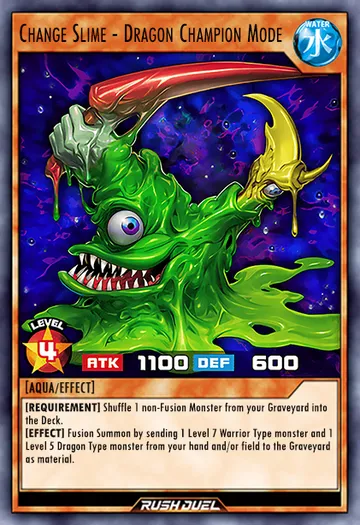 Change Slime - Dragon Champion Mode
WATER
水
LEVEL
4
ATK 1100 DEF 600
[AQUA/EFFECT]
[REQUIREMENT] Shuffle 1 non-Fusion Monster from your Graveyard into
the Deck.
[EFFECT] Fusion Summon by sending 1 Level 7 Warrior Type monster and 1
Level 5 Dragon Type monster from your hand and/or field to the Graveyard
as material.
RUSH DUEL